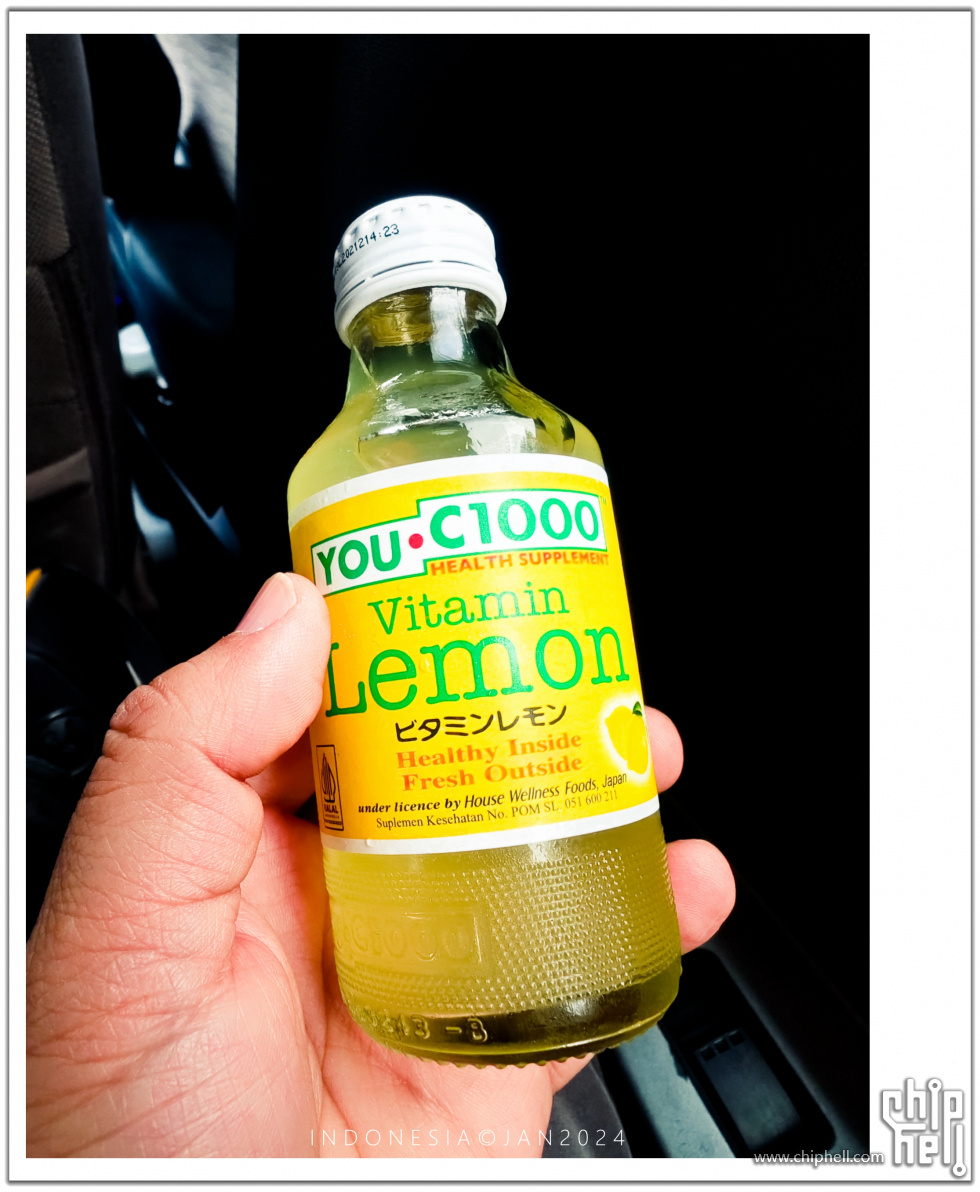 YOU•C1000™
HEALTH SUPPLEMENT
Vitamin
Lemon
ビタミンレモン
Healthy Inside
Fresh Outside
under licence by House Wellness Foods, Japan
Suplemen Kesehatan No. POM SL. 051 600 211
HALAL
C1000
INDONESIA©JAN2024
www.chiphell.com
chip
hell